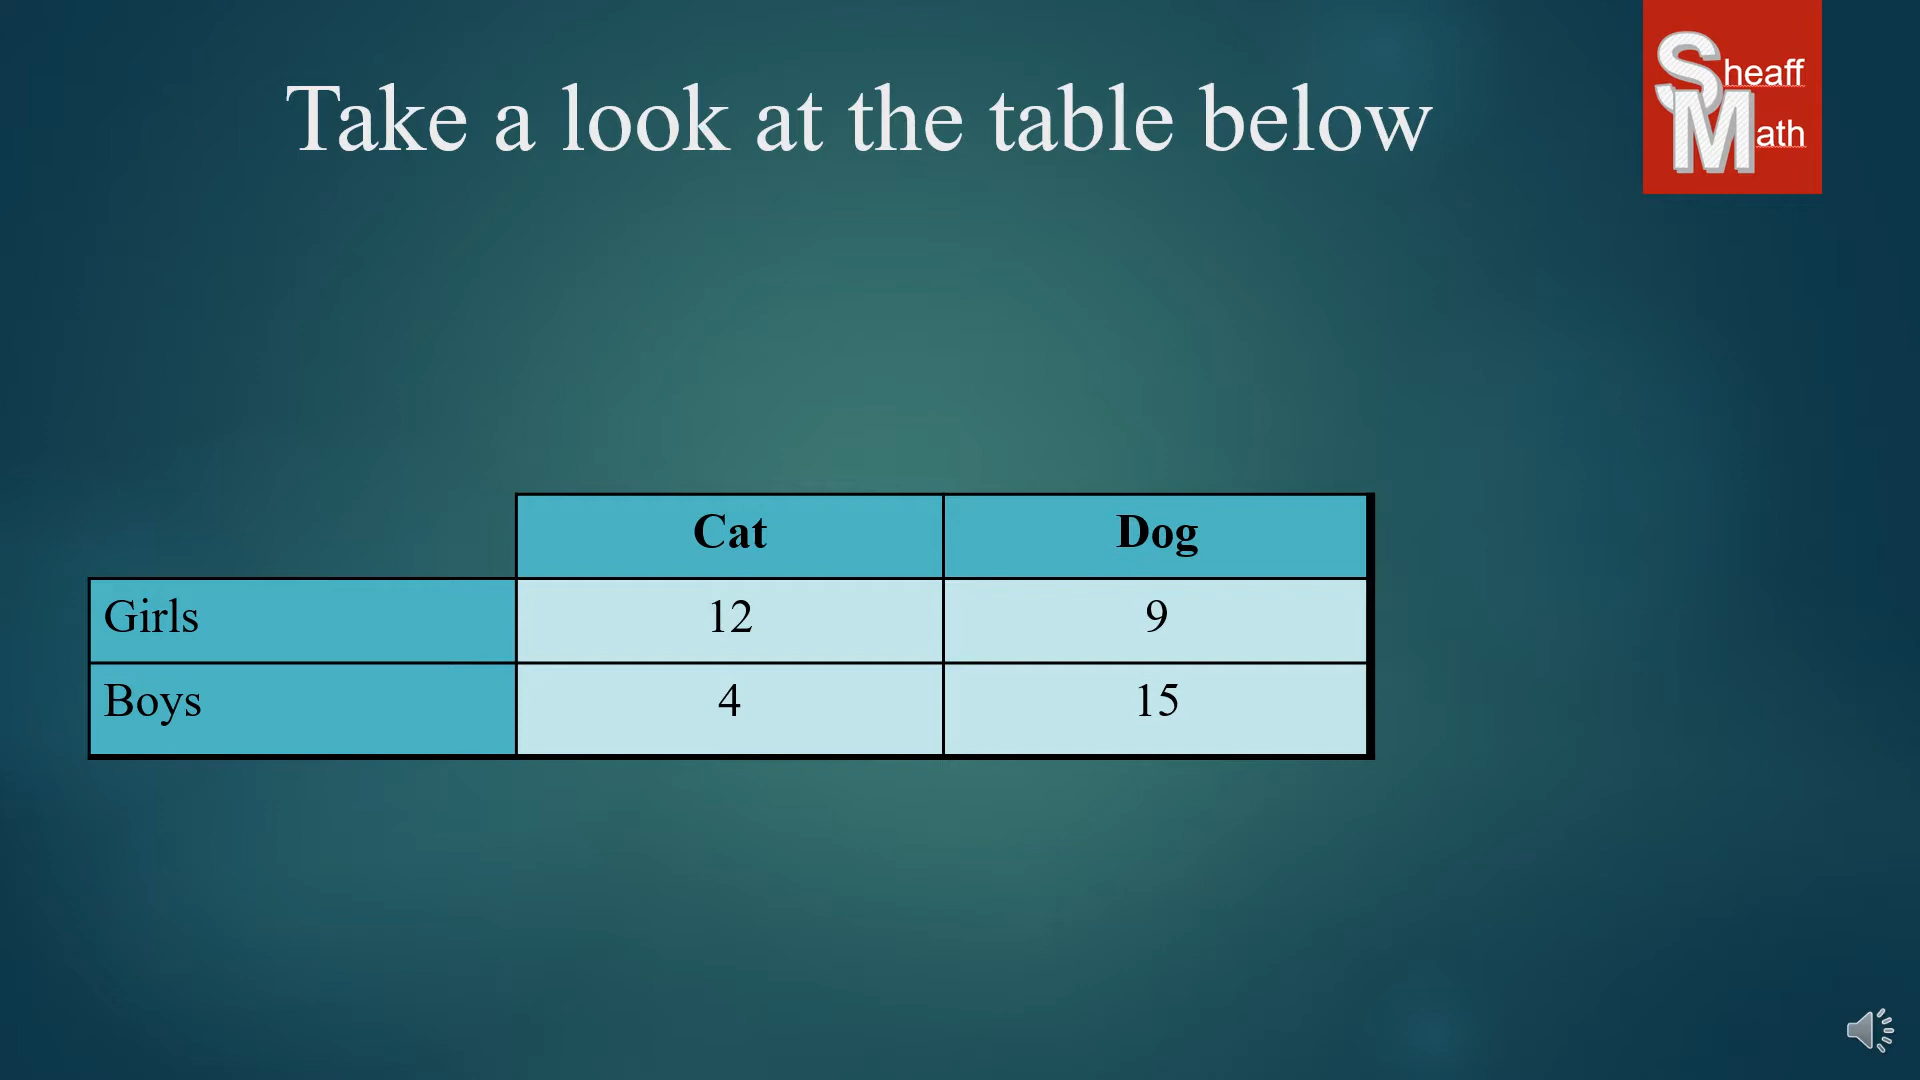 Take a look at the table below
Sheaff
Math
Cat Dog
Girls 12 9
Boys 4 15